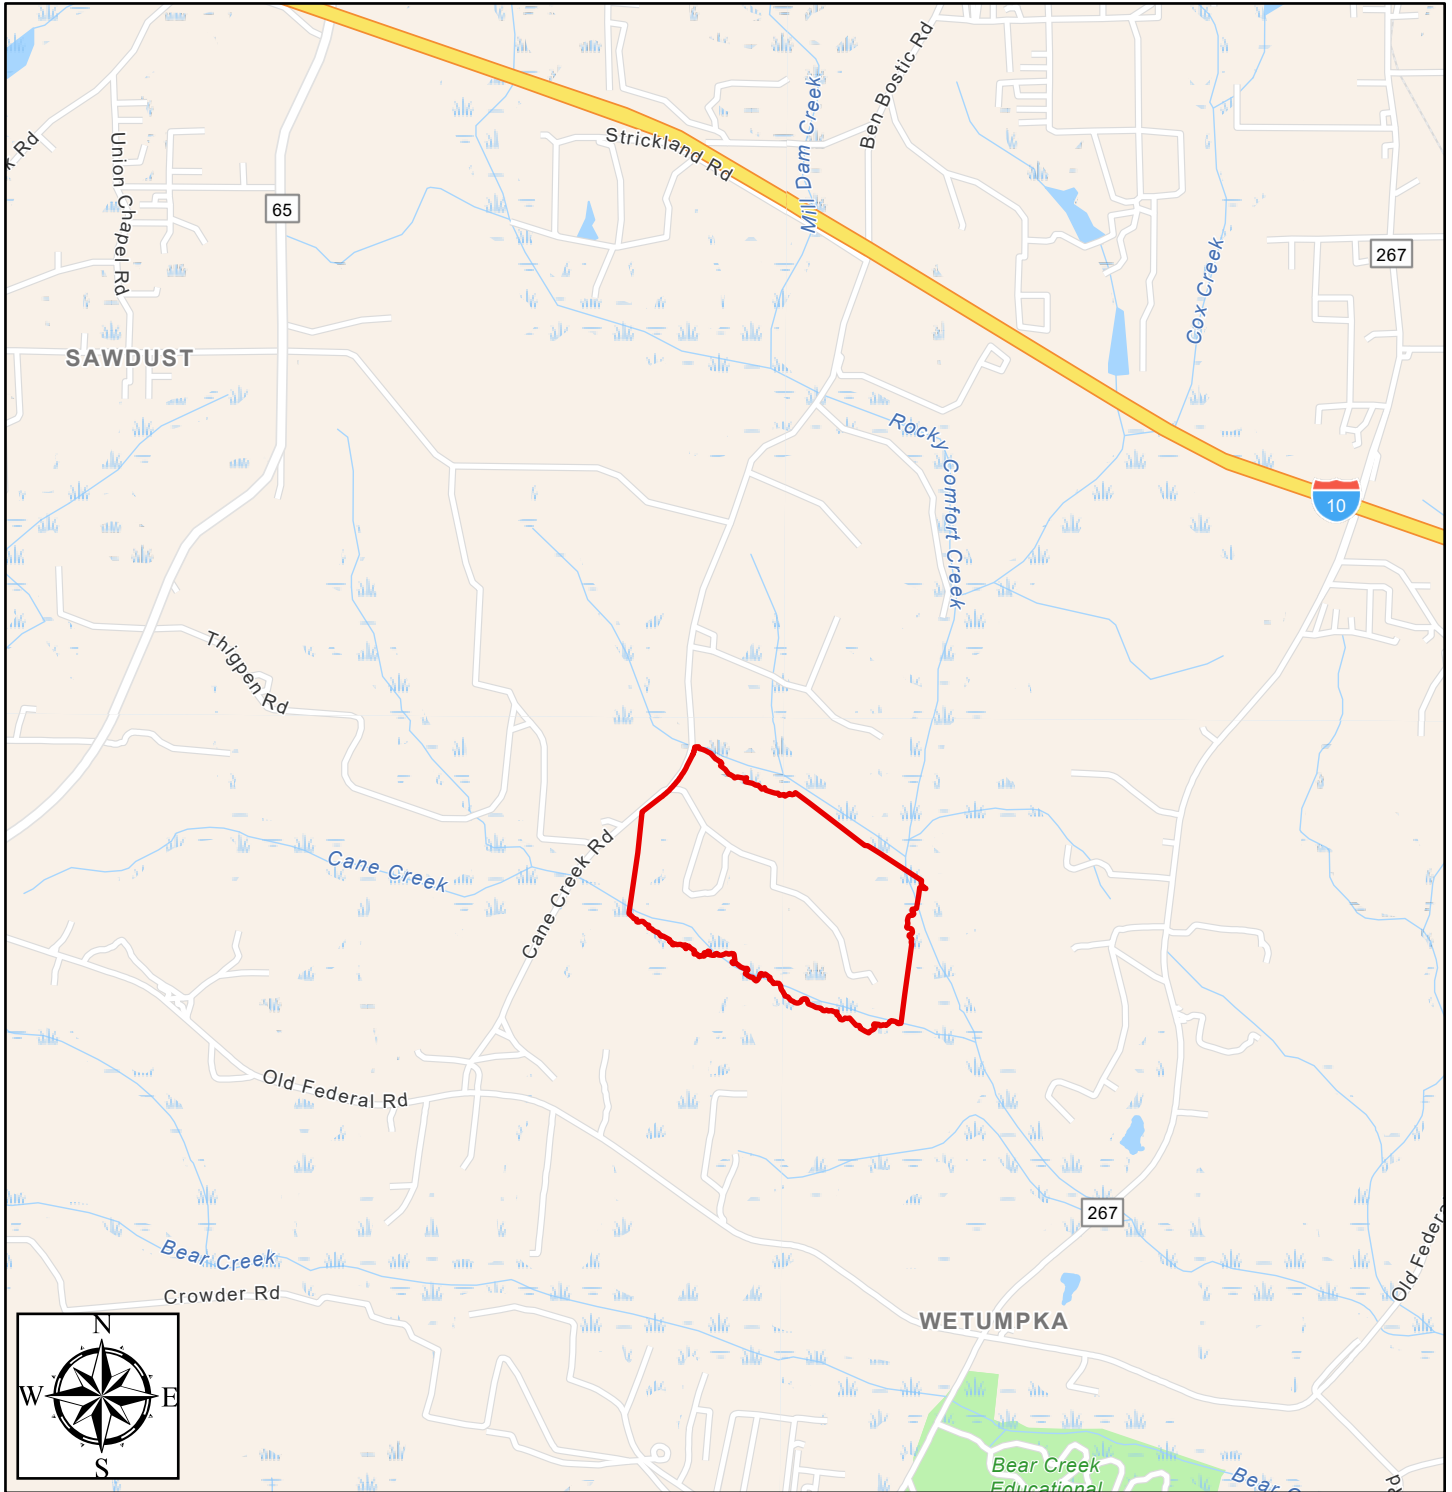 Strickland Rd
Ben Bostic Rd
Mill Dam Creek
Rd
Union Chapel Rd
65
267
Cox Creek
SAWDUST
Rocky Comfort Creek
10
Thigpen Rd
Cane Creek
Cane Creek Rd
Old Federal Rd
267
Bear Creek
Crowder Rd
Old Federa
WETUMPKA
N
W
E
S
Bear Creek
Educational
Bear